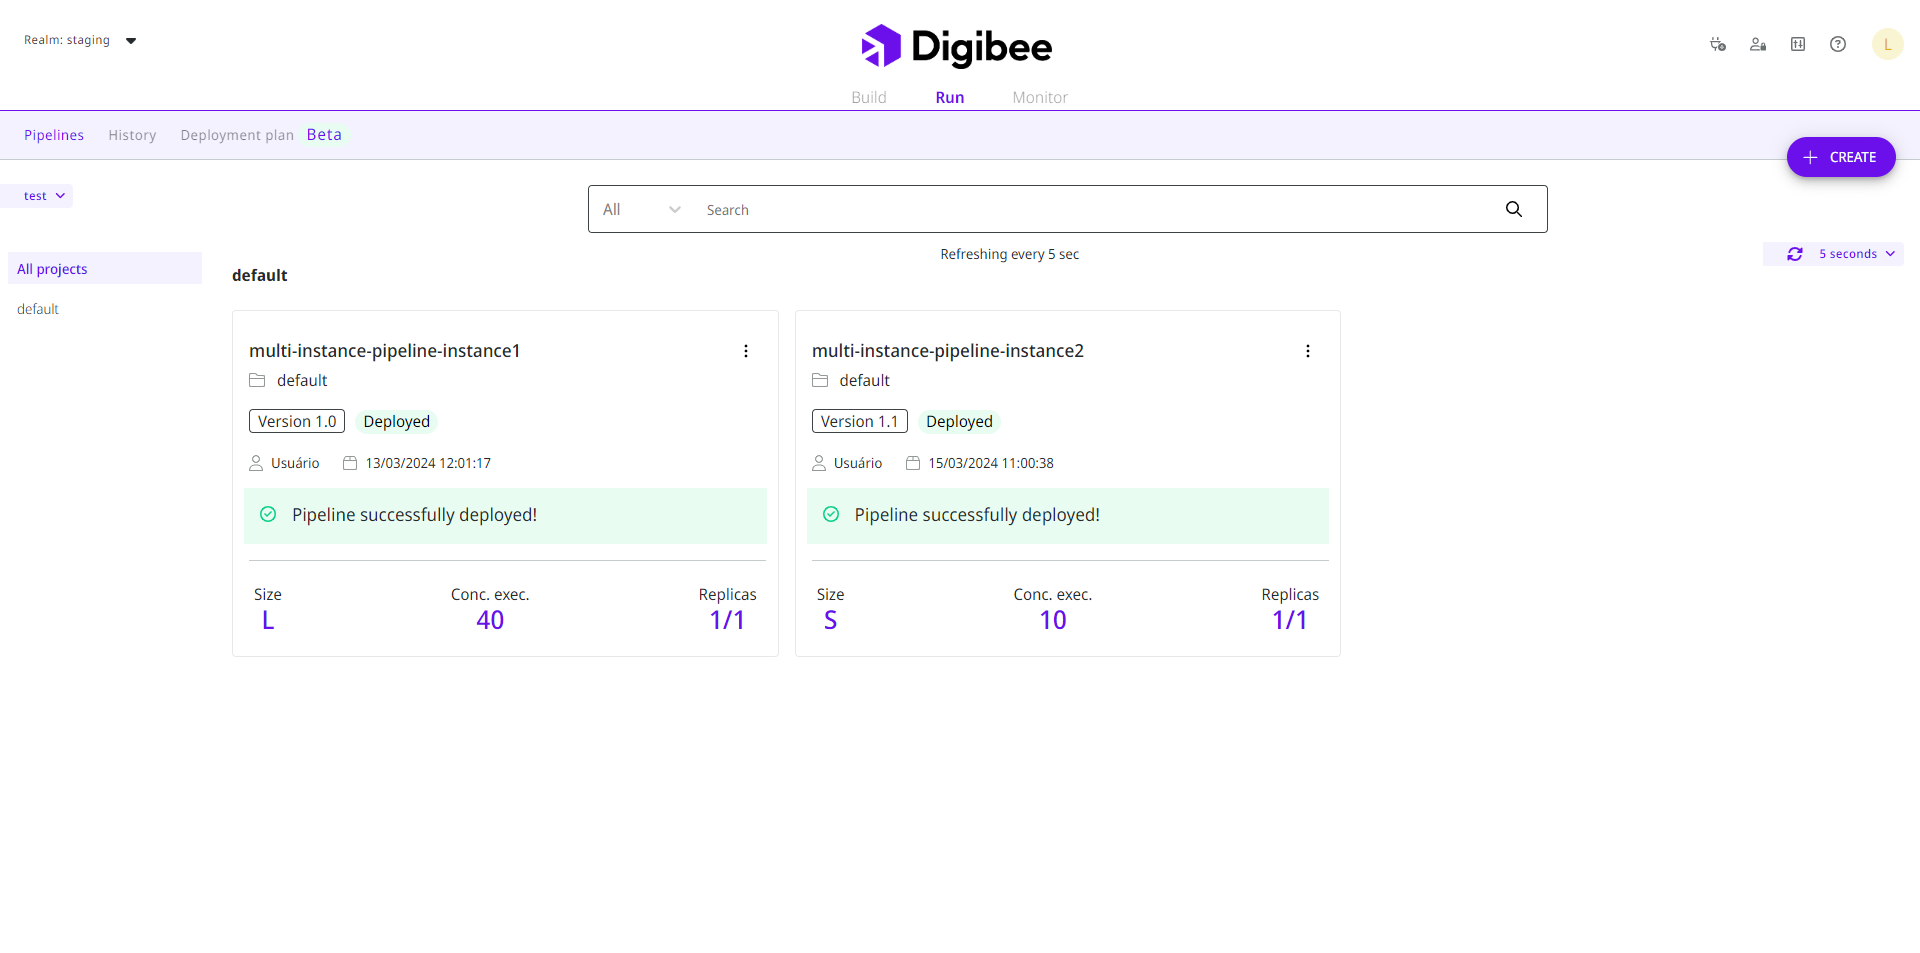 Realm: staging
Digibee
Build Run Monitor
L
Pipelines History Deployment plan Beta
+ CREATE
test
All Search
Refreshing every 5 sec
5 seconds
All projects
default
default
multi-instance-pipeline-instance1
default
Version 1.0 Deployed
Usuário 13/03/2024 12:01:17
Pipeline successfully deployed!
Size Conc. exec. Replicas
L 40 1/1
multi-instance-pipeline-instance2
default
Version 1.1 Deployed
Usuário 15/03/2024 11:00:38
Pipeline successfully deployed!
Size Conc. exec. Replicas
S 10 1/1